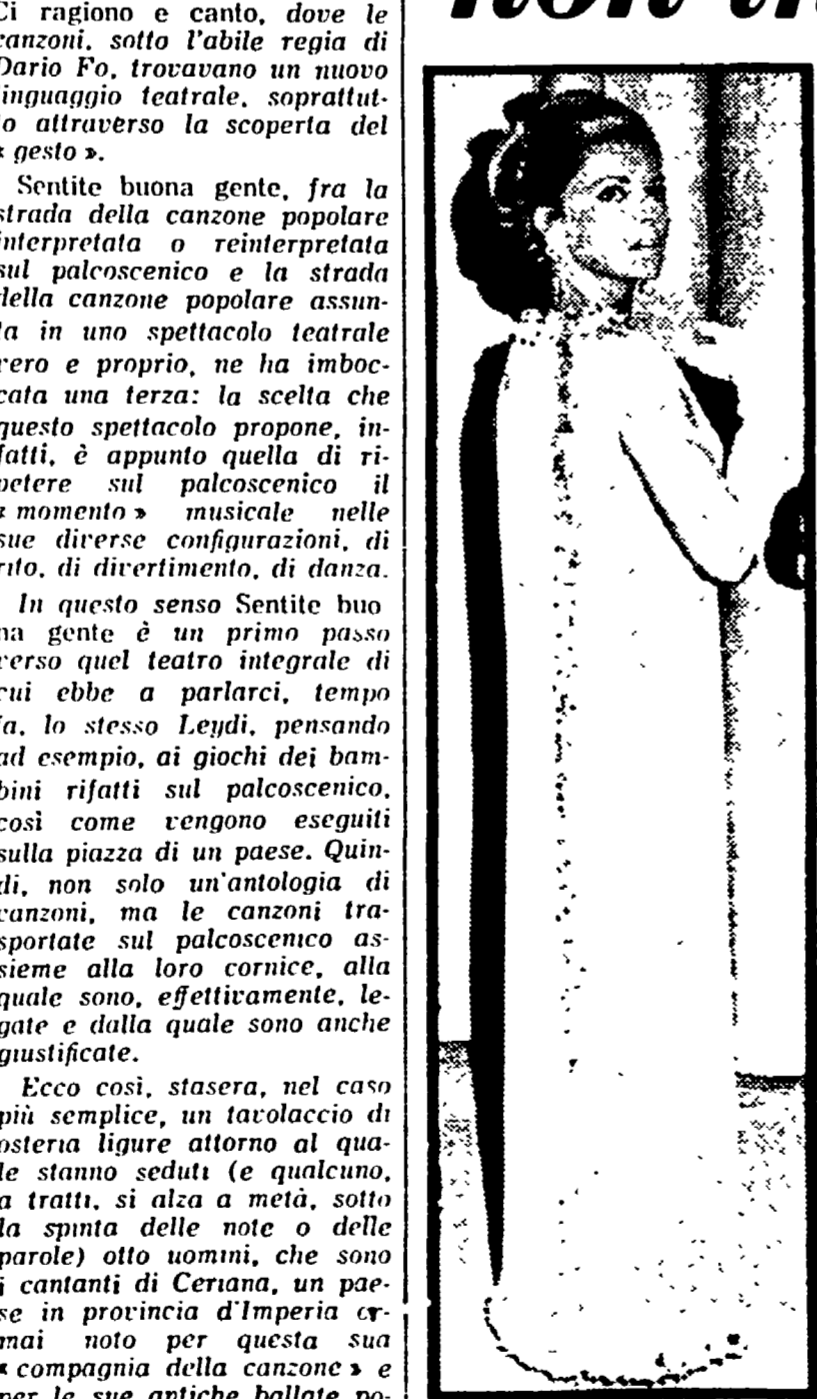 Ci ragiono e canto, dove le
canzoni, sotto l'abile regia di
Dario Fo, trovavano un nuovo
linguaggio teatrale, soprattut-
to attraverso la scoperta del
« gesto ».
Sentite buona gente, fra la
strada della canzone popolare
interpretata o reinterpretata
sul palcoscenico e la strada
della canzone popolare assun-
ta in uno spettacolo teatrale
vero e proprio, ne ha imboc-
cata una terza: la scelta che
questo spettacolo propone, in-
fatti, è appunto quella di ri-
petere sul palcoscenico il
« momento » musicale nelle
sue diverse configurazioni, di
rito, di divertimento, di danza.
In questo senso Sentite buo
na gente è un primo passo
verso quel teatro integrale di
cui ebbe a parlarci, tempo
fa, lo stesso Leydi, pensando
ad esempio, ai giochi dei bam-
bini rifatti sul palcoscenico,
così come vengono eseguiti
sulla piazza di un paese. Quin-
di, non solo un'antologia di
canzoni, ma le canzoni tra-
sportate sul palcoscenico as-
sieme alla loro cornice, alla
quale sono, effettivamente, le-
gate e dalla quale sono anche
giustificate.
Ecco così, stasera, nel caso
più semplice, un tavolaccio di
osteria ligure attorno al qua-
le stanno seduti (e qualcuno,
a tratti, si alza a metà, sotto
la spinta delle note o delle
parole) otto uomini, che sono
i cantanti di Ceriana, un pae-
se in provincia d'Imperia or-
mai noto per questa sua
« compagnia della canzone » e
per le sue antiche ballate po-
non